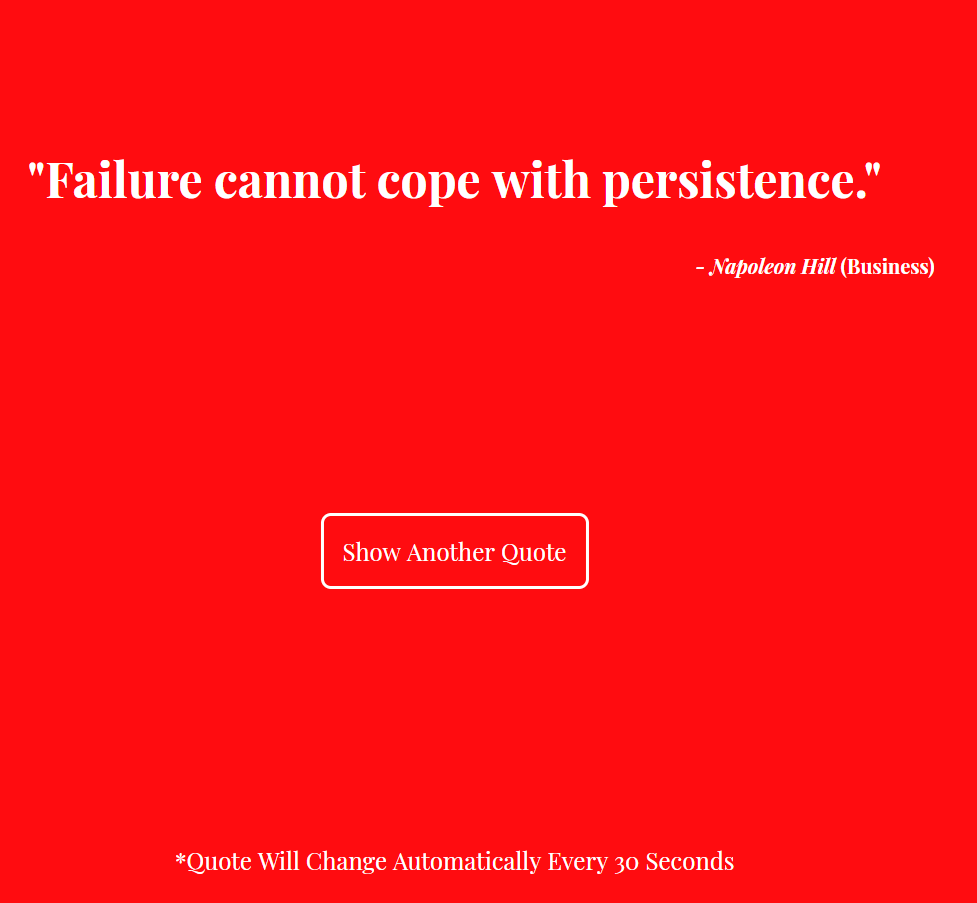 "Failure cannot cope with persistence."
- Napoleon Hill (Business)
Show Another Quote
*Quote Will Change Automatically Every 30 Seconds